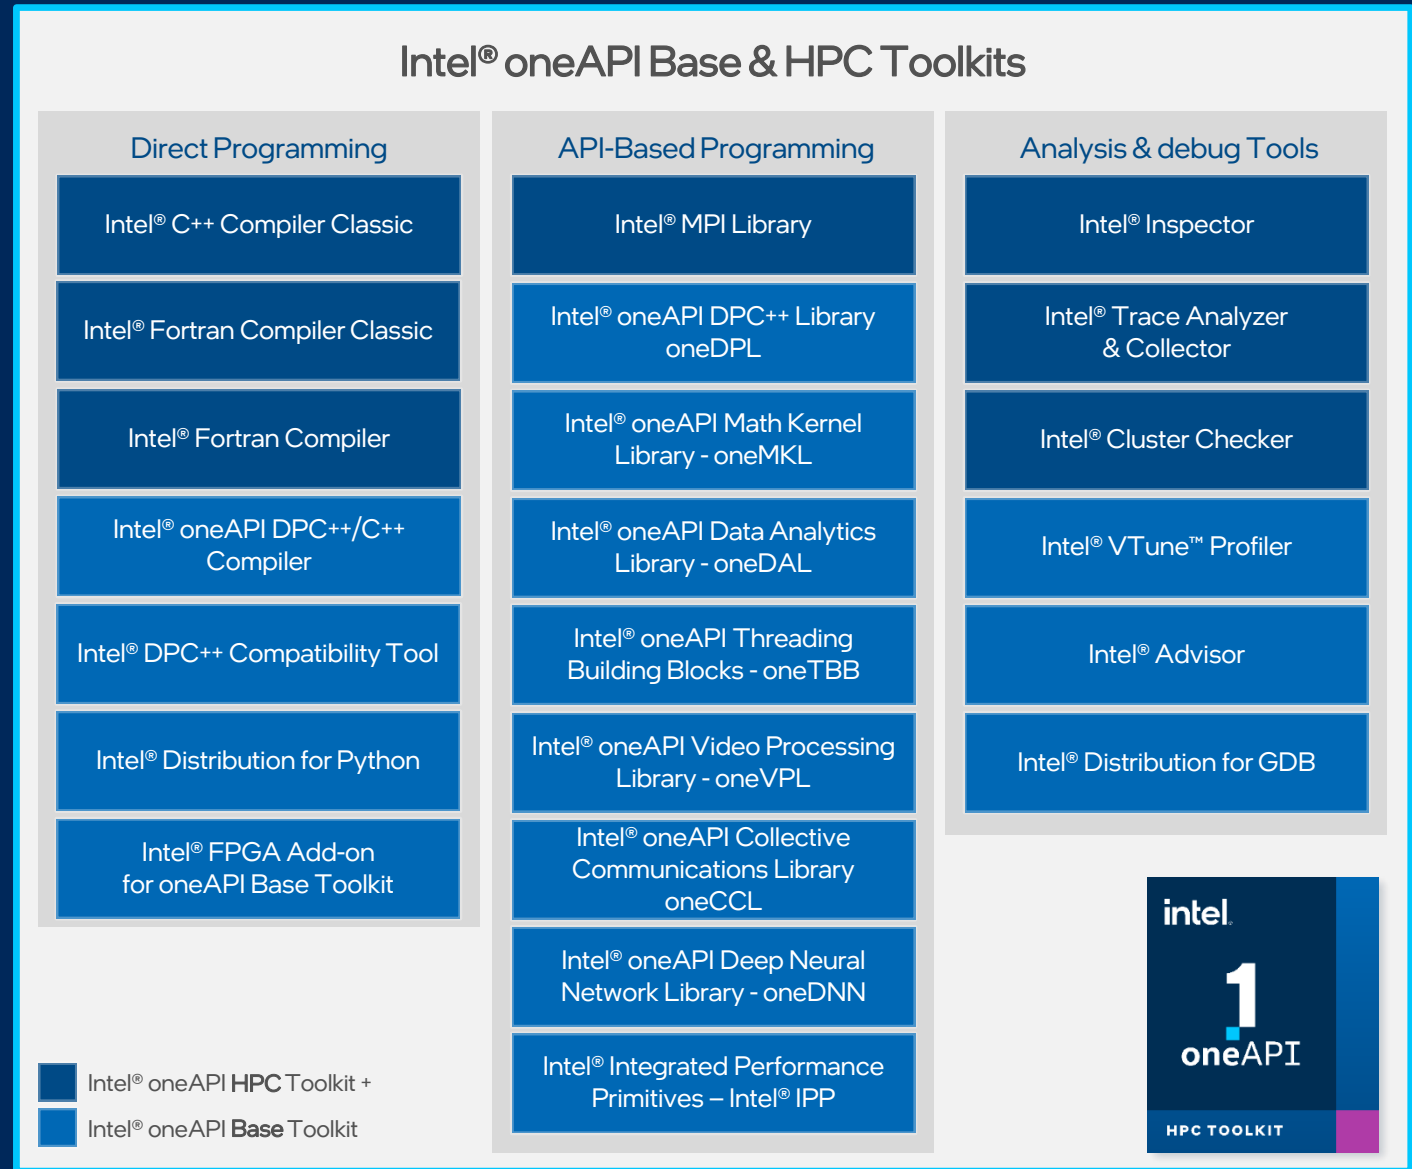 Intel® oneAPI Base & HPC Toolkits
Direct Programming
Intel® C++ Compiler Classic
Intel® Fortran Compiler Classic
Intel® Fortran Compiler
Intel® oneAPI DPC++/C++
Compiler
Intel® DPC++ Compatibility Tool
Intel® Distribution for Python
Intel® FPGA Add-on
for oneAPI Base Toolkit
API-Based Programming
Intel® MPI Library
Intel® oneAPI DPC++ Library
oneDPL
Intel® oneAPI Math Kernel
Library - oneMKL
Intel® oneAPI Data Analytics
Library - oneDAL
Intel® oneAPI Threading
Building Blocks - oneTBB
Intel® oneAPI Video Processing
Library - oneVPL
Intel® oneAPI Collective
Communications Library
oneCCL
Intel® oneAPI Deep Neural
Network Library - oneDNN
Intel® Integrated Performance
Primitives – Intel® IPP
Analysis & debug Tools
Intel® Inspector
Intel® Trace Analyzer
& Collector
Intel® Cluster Checker
Intel® VTune™ Profiler
Intel® Advisor
Intel® Distribution for GDB
Intel® oneAPI HPC Toolkit +
Intel® oneAPI Base Toolkit
intel.
1
oneAPI
HPC TOOLKIT